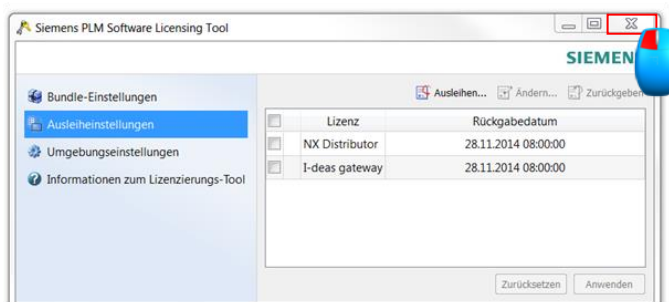 Siemens PLM Software Licensing Tool
SIEMEN
Bundle-Einstellungen
Ausleiheinstellungen
Umgebungseinstellungen
Informationen zum Lizenzierungs-Tool
Ausleihen... Ändern... Zurückgeben
Lizenz Rückgabedatum
NX Distributor 28.11.2014 08:00:00
I-deas gateway 28.11.2014 08:00:00
Zurücksetzen Anwenden